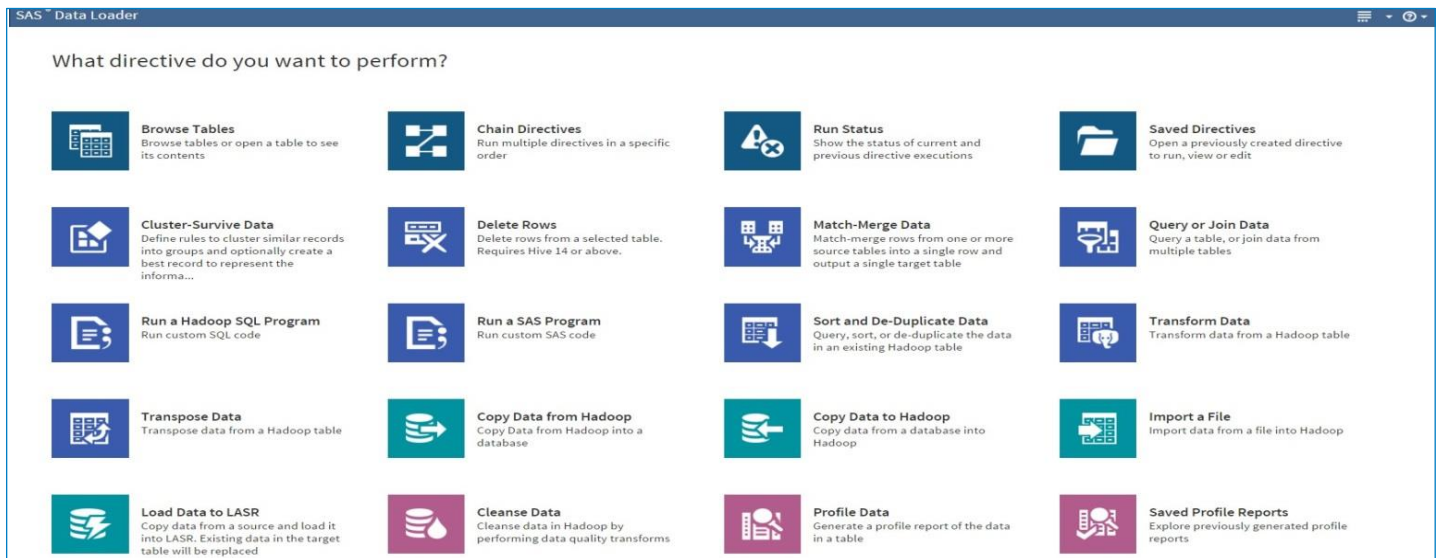 SAS™ Data Loader
What directive do you want to perform?
Browse Tables
Browse tables or open a table to see
its contents
Chain Directives
Run multiple directives in a specific
order
Run Status
Show the status of current and
previous directive executions
Saved Directives
Open a previously created directive
to run, view or edit
Cluster-Survive Data
Define rules to cluster similar records
into groups and optionally create a
best record to represent the
informa...
Delete Rows
Delete rows from a selected table.
Requires Hive 14 or above.
Match-Merge Data
Match-merge rows from one or more
source tables into a single row and
output a single target table
Query or Join Data
Query a table, or join data from
multiple tables
Run a Hadoop SQL Program
Run custom SQL code
Run a SAS Program
Run custom SAS code
Sort and De-Duplicate Data
Query, sort, or de-duplicate the data
in an existing Hadoop table
Transform Data
Transform data from a Hadoop table
Transpose Data
Transpose data from a Hadoop table
Copy Data from Hadoop
Copy Data from Hadoop into a
database
Copy Data to Hadoop
Copy data from a database into
Hadoop
Import a File
Import data from a file into Hadoop
Load Data to LASR
Copy data from a source and load it
into LASR. Existing data in the target
table will be replaced
Cleanse Data
Cleanse data in Hadoop by
performing data quality transforms
Profile Data
Generate a profile report of the data
in a table
Saved Profile Reports
Explore previously generated profile
reports